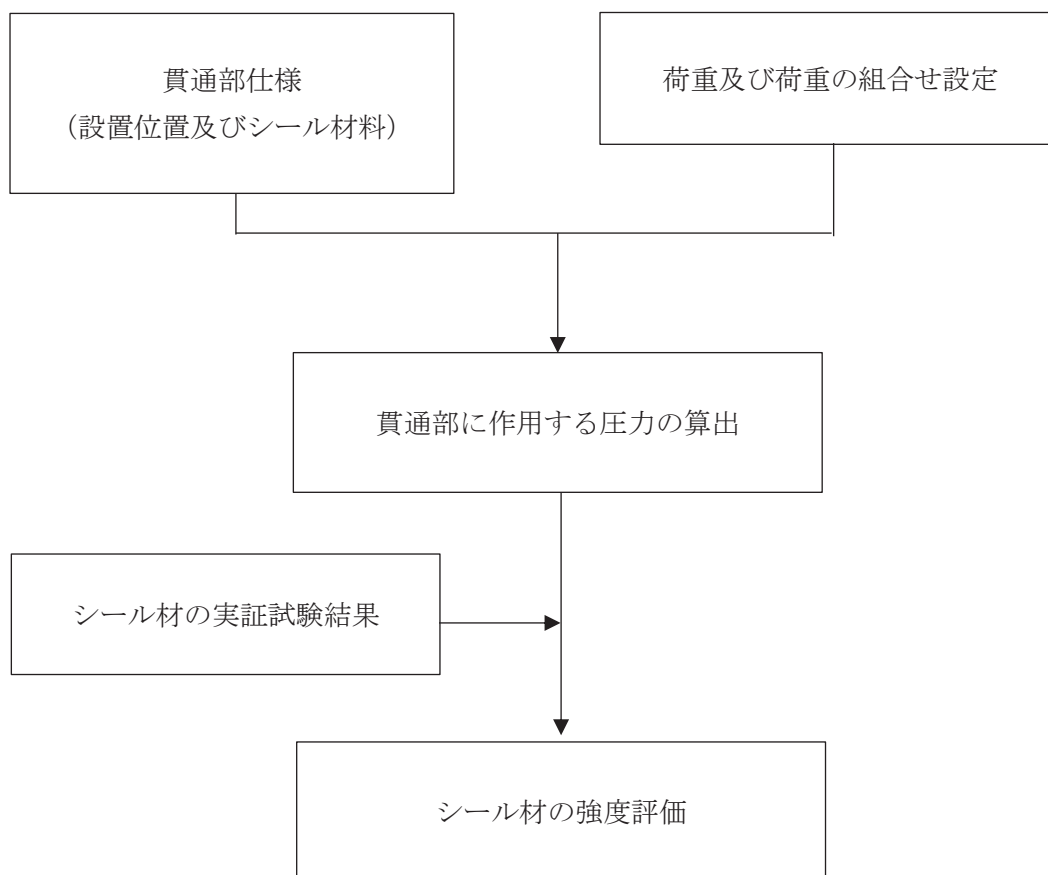 貫通部仕様
（設置位置及びシール材料）
荷重及び荷重の組合せ設定
貫通部に作用する圧力の算出
シール材の実証試験結果
シール材の強度評価